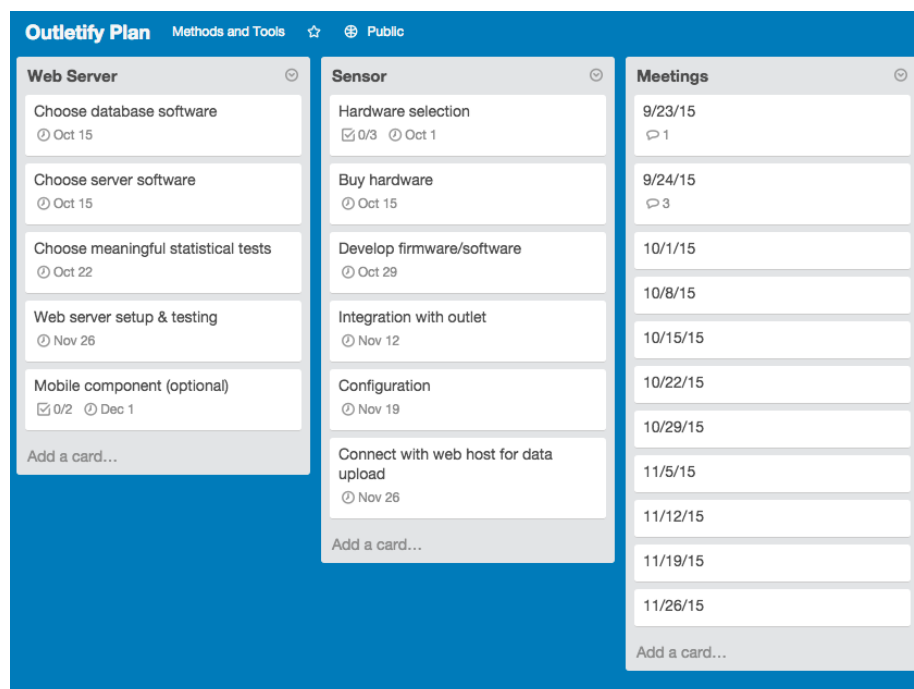 Outletify Plan Methods and Tools Public
Web Server
Choose database software
Oct 15
Choose server software
Oct 15
Choose meaningful statistical tests
Oct 22
Web server setup & testing
Nov 26
Mobile component (optional)
0/2 Dec 1
Add a card...
Sensor
Hardware selection
0/3 Oct 1
Buy hardware
Oct 15
Develop firmware/software
Oct 29
Integration with outlet
Nov 12
Configuration
Nov 19
Connect with web host for data
upload
Nov 26
Add a card...
Meetings
9/23/15
1
9/24/15
3
10/1/15
10/8/15
10/15/15
10/22/15
10/29/15
11/5/15
11/12/15
11/19/15
11/26/15
Add a card...